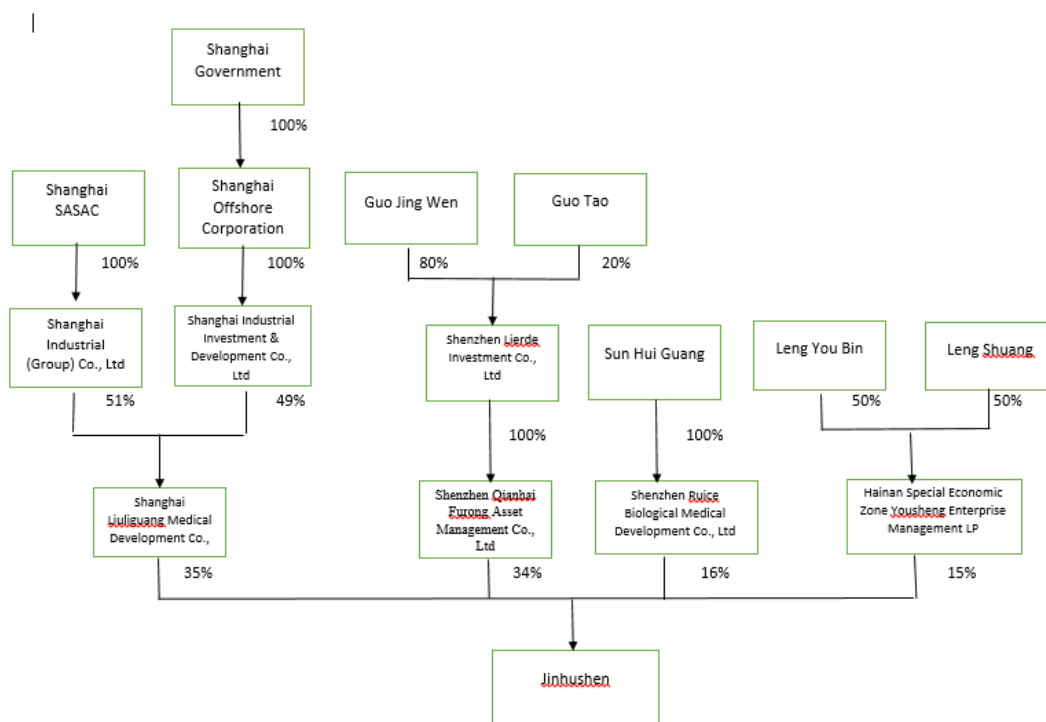 Shanghai
Government
100%
Shanghai
SASAC
Shanghai
Offshore
Corporation
Guo Jing Wen
Guo Tao
100%
100%
80%
20%
Shanghai
Industrial
(Group) Co., Ltd
Shanghai Industrial
Investment &
Development Co.,
Ltd
Shenzhen Lierde
Investment Co.,
Ltd
Sun Hui Guang
Leng You Bin
Leng Shuang
51%
49%
50%
50%
100%
100%
Shanghai
Liuliguang Medical
Development Co.,
Shenzhen Qianhai
Furong Asset
Management Co.,
Ltd
Shenzhen Ruice
Biological Medical
Development Co., Ltd
Hainan Special Economic
Zone Yousheng Enterprise
Management LP
35%
34%
16%
15%
Jinhushen